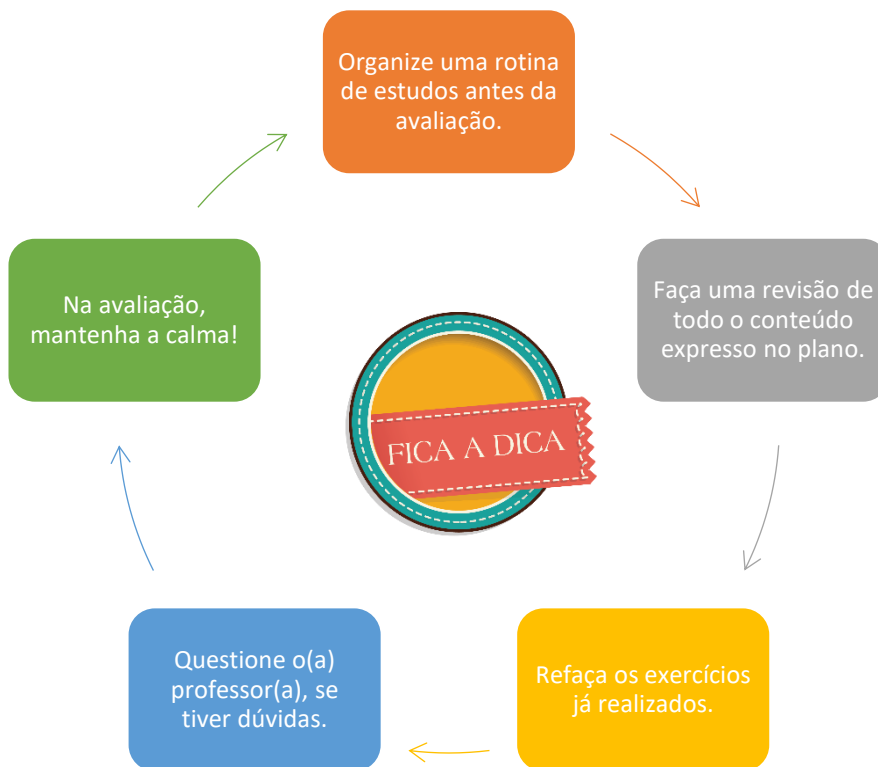 Organize uma rotina
de estudos antes da
avaliação.
Faça uma revisão de
todo o conteúdo
expresso no plano.
Refaça os exercícios
já realizados.
Questione o(a)
professor(a), se
tiver dúvidas.
Na avaliação,
mantenha a calma!
FICA A DICA